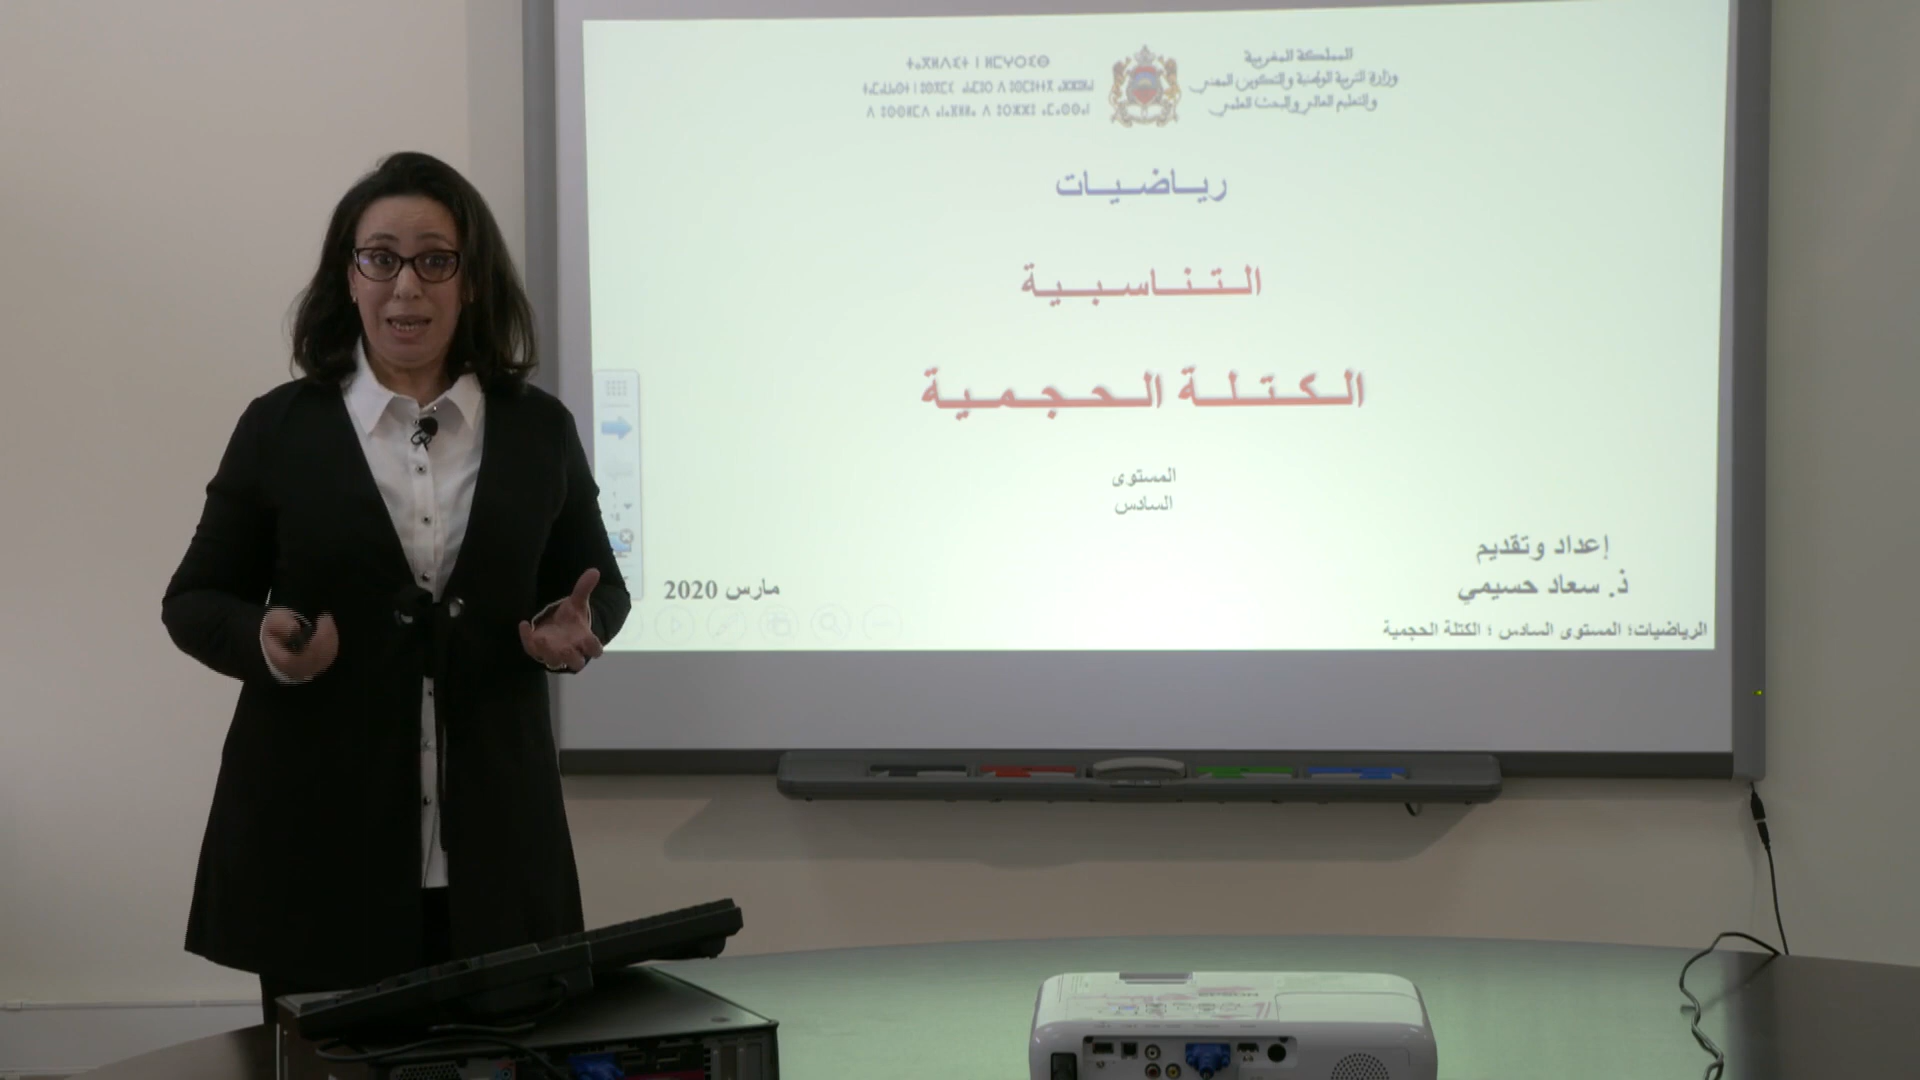 المملكة المغربية
وزارة التربية الوطنية والتكوين المهني
والتعليم العالي والبحث العلمي
رياضيات
التناسبية
الكتلة الحجمية
المستوى
السادس
إعداد وتقديم
ذ. سعاد حسيمي
مارس 2020
الرياضيات؛ المستوى السادس ؛ الكتلة الحجمية